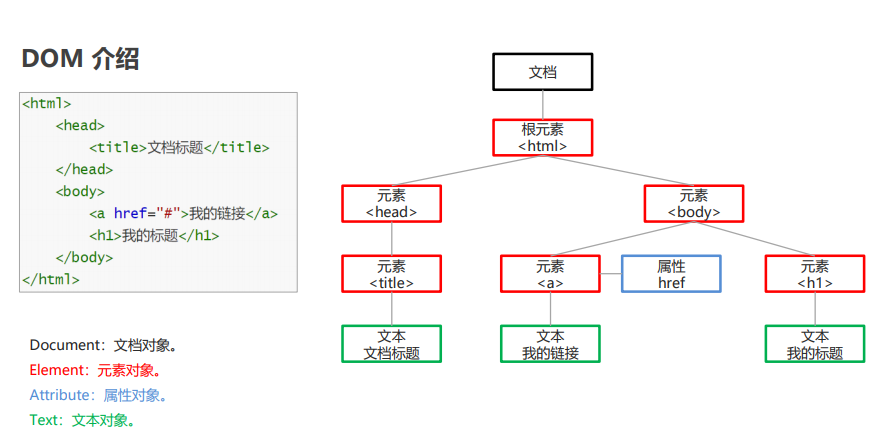 DOM 介绍
<html>
    <head>
        <title>文档标题</title>
    </head>
    <body>
        <a href="#">我的链接</a>
        <h1>我的标题</h1>
    </body>
</html>
Document：文档对象。
Element：元素对象。
Attribute：属性对象。
Text：文本对象。
文档
根元素
<html>
元素
<head>
元素
<body>
元素
<title>
元素
<a>
属性
href
元素
<h1>
文本
文档标题
文本
我的链接
文本
我的标题